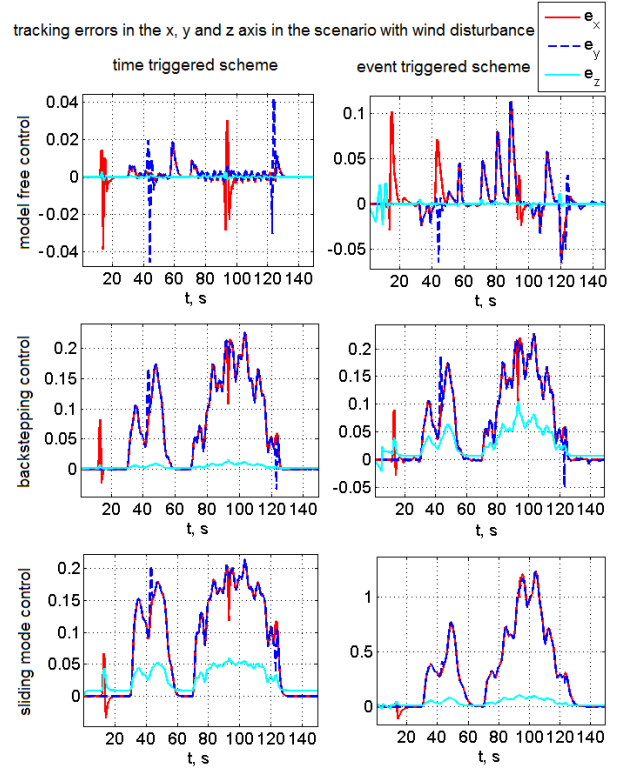 tracking errors in the x, y and z axis in the scenario with wind disturbance
e_x
e_y
e_z
time triggered scheme
event triggered scheme
model free control
0.04
0.02
0
-0.02
-0.04
20 40 60 80 100 120 140
t, s
0.1
0.05
0
-0.05
20 40 60 80 100 120 140
t, s
backstepping control
0.2
0.15
0.1
0.05
0
20 40 60 80 100 120 140
t, s
0.2
0.15
0.1
0.05
0
-0.05
20 40 60 80 100 120 140
t, s
sliding mode control
0.2
0.15
0.1
0.05
0
20 40 60 80 100 120 140
t, s
1
0.5
0
20 40 60 80 100 120 140
t, s